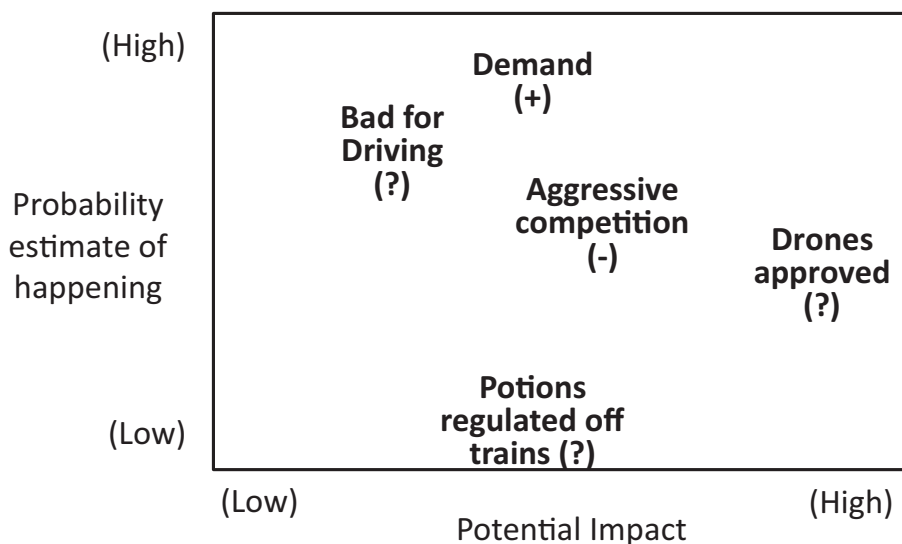 (High)
Demand
(+)
Bad for
Driving
(?)
Aggressive
competition
(-)
Probability
estimate of
happening
Drones
approved
(?)
Potions
regulated off
trains (?)
(Low)
(Low)
(High)
Potential Impact